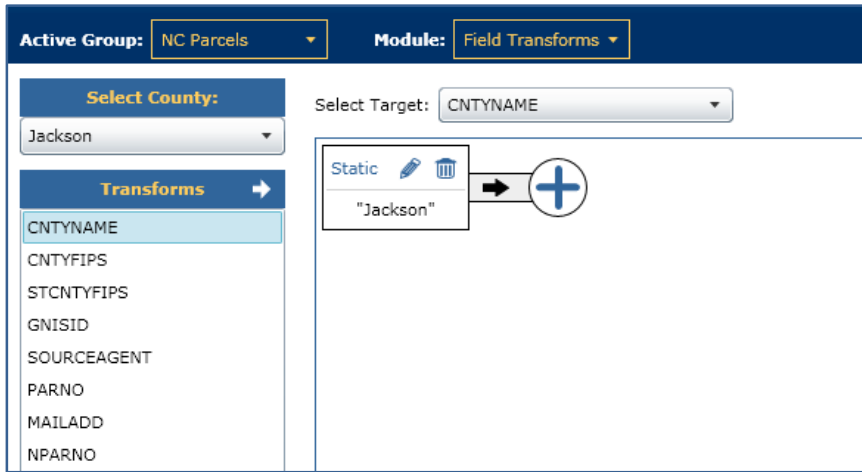 Active Group: NC Parcels Module: Field Transforms
Select County:
Jackson
Select Target: CNTYNAME
Transforms
CNTYNAME
CNTYFIPS
STCNTYFIPS
GNISID
SOURCEAGENT
PARNO
MAILADD
NPARNO
Static
"Jackson"